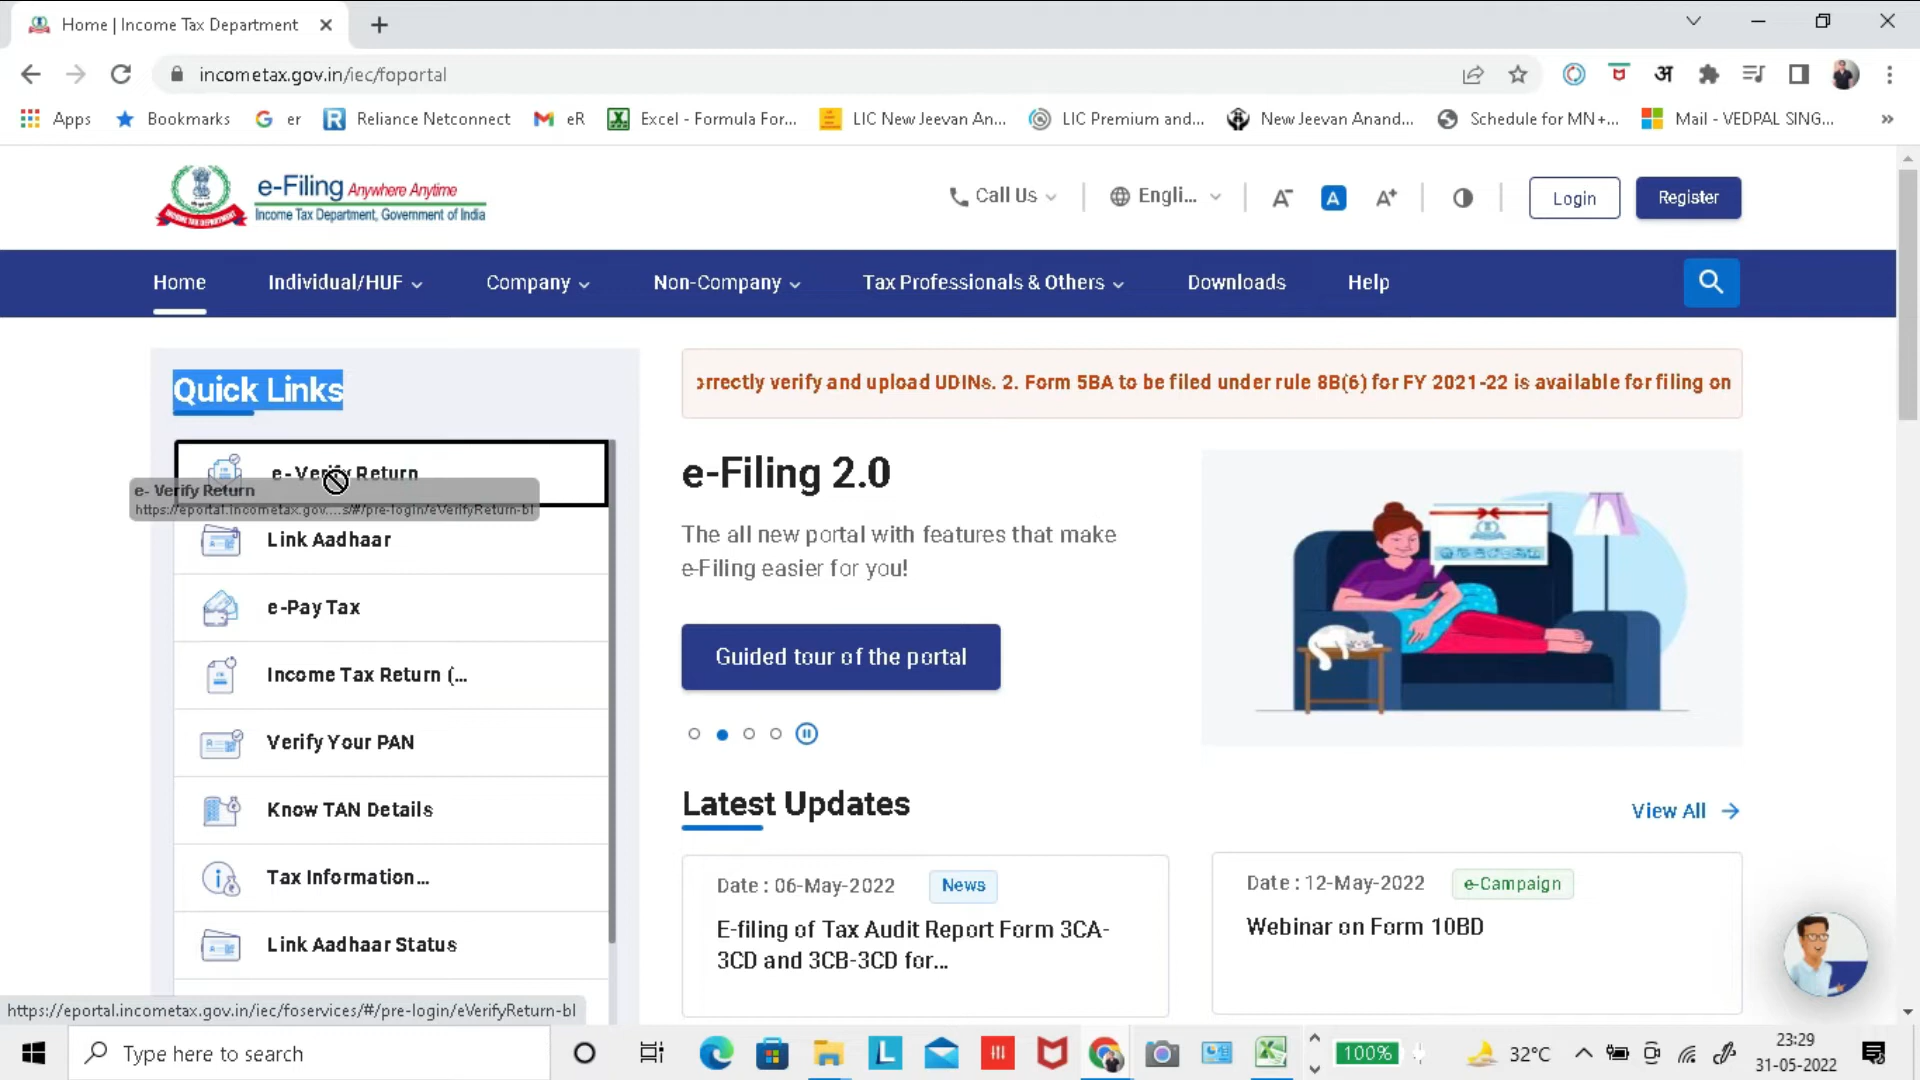 Home | Income Tax Department
incometax.gov.in/iec/foportal
Apps
Bookmarks
er
Reliance Netconnect
eR
Excel - Formula For...
LIC New Jeevan An...
LIC Premium and...
New Jeevan Anand...
Schedule for MN+...
Mail - VEDPAL SING...
»
e-Filing Anywhere Anytime
Income Tax Department, Government of India
Call Us
Engli...
A-
A
A+
Login
Register
Home
Individual/HUF
Company
Non-Company
Tax Professionals & Others
Downloads
Help
Quick Links
e-Verify Return
e- Verify Return
https://eportal.incometax.gov....s/#/pre-login/eVerifyReturn-bl
Link Aadhaar
e-Pay Tax
Income Tax Return (...
Verify Your PAN
Know TAN Details
Tax Information...
Link Aadhaar Status
orrectly verify and upload UDINs. 2. Form 5BA to be filed under rule 8B(6) for FY 2021-22 is available for filing on
e-Filing 2.0
The all new portal with features that make
e-Filing easier for you!
Guided tour of the portal
Latest Updates
View All
Date : 06-May-2022
News
E-filing of Tax Audit Report Form 3CA-
3CD and 3CB-3CD for...
Date : 12-May-2022
e-Campaign
Webinar on Form 10BD
https://eportal.incometax.gov.in/iec/foservices/#/pre-login/eVerifyReturn-bl
Type here to search
100%
32°C
23:29
31-05-2022